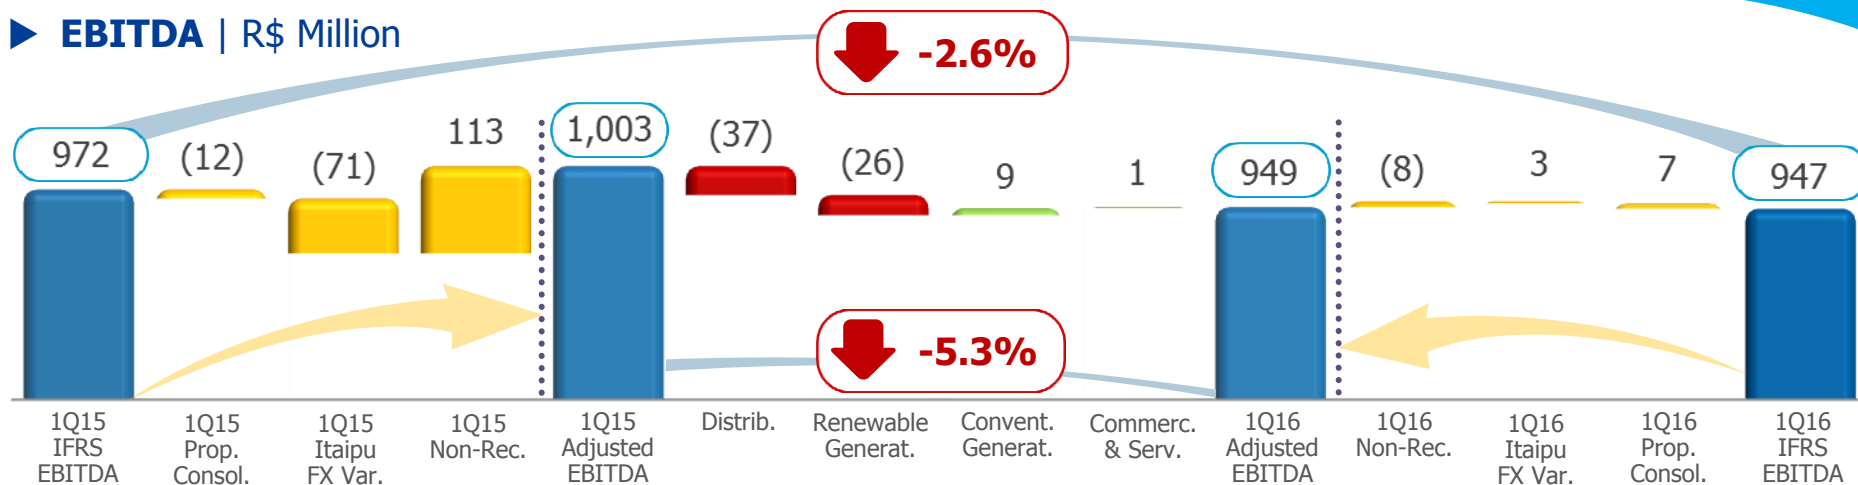 EBITDA | R$ Million
-2.6%
972
(12)
(71)
113
1,003
(37)
(26)
9
1
949
(8)
3
7
947
-5.3%
1Q15
IFRS
EBITDA
1Q15
Prop.
Consol.
1Q15
Itaipu
FX Var.
1Q15
Non-Rec.
1Q15
Adjusted
EBITDA
Distrib.
Renewable
Generat.
Convent.
Generat.
Commerc.
& Serv.
1Q16
Adjusted
EBITDA
1Q16
Non-Rec.
1Q16
Itaipu
FX Var.
1Q16
Prop.
Consol.
1Q16
IFRS
EBITDA